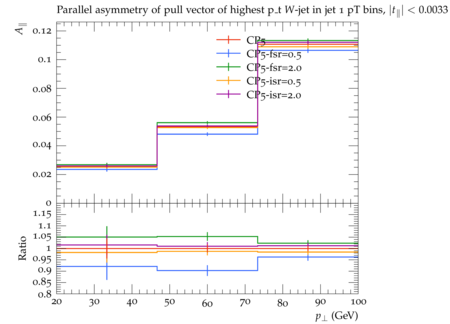 Parallel asymmetry of pull vector of highest p_t W-jet in jet 1 pT bins, |t∥| < 0.0033
A∥
0.12
0.1
0.08
0.06
0.04
0.02
0
CP5
CP5-fsr=0.5
CP5-fsr=2.0
CP5-isr=0.5
CP5-isr=2.0
Ratio
1.15
1.1
1.05
1
0.95
0.9
0.85
0.8
20 30 40 50 60 70 80 90 100
p⊥ (GeV)